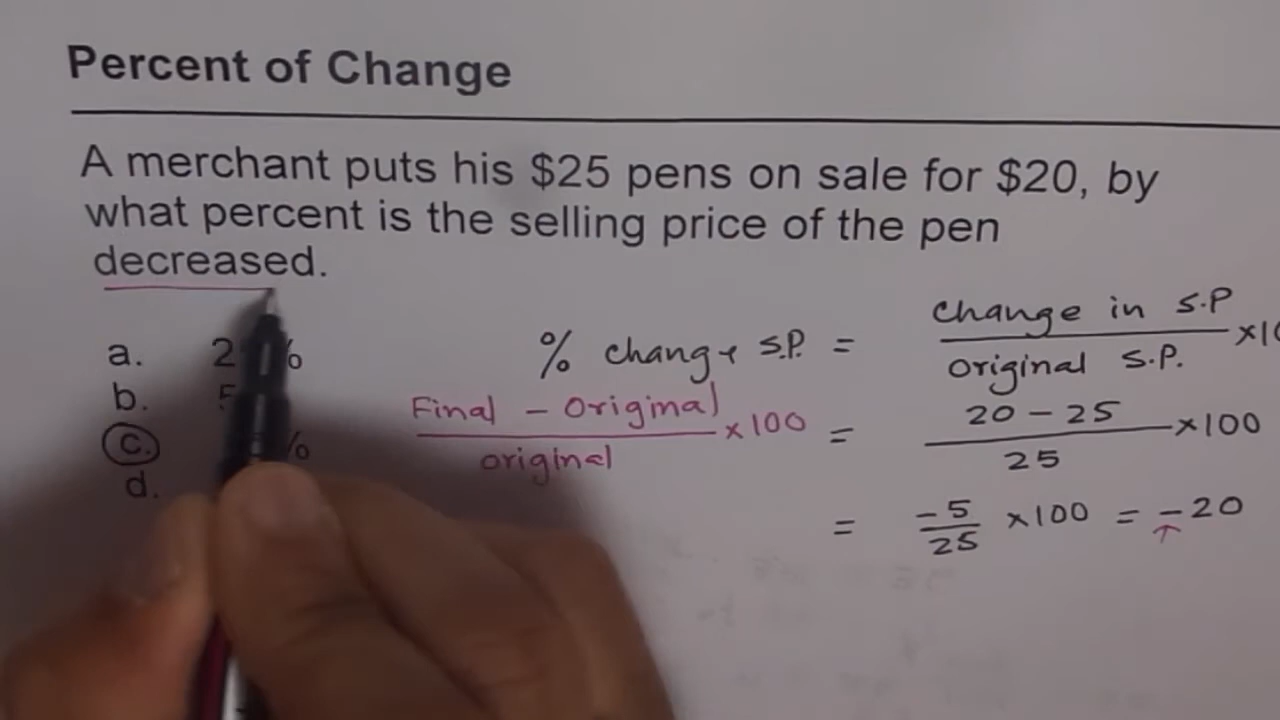 Percent of Change
A merchant puts his $25 pens on sale for $20, by
what percent is the selling price of the pen
decreased.
a. %
b.
c. %
d.
% change S.P. = change in S.P / original S.P. ×10
Final - Original / original ×100 = 20 - 25 / 25 ×100
= -5 / 25 ×100 = -20